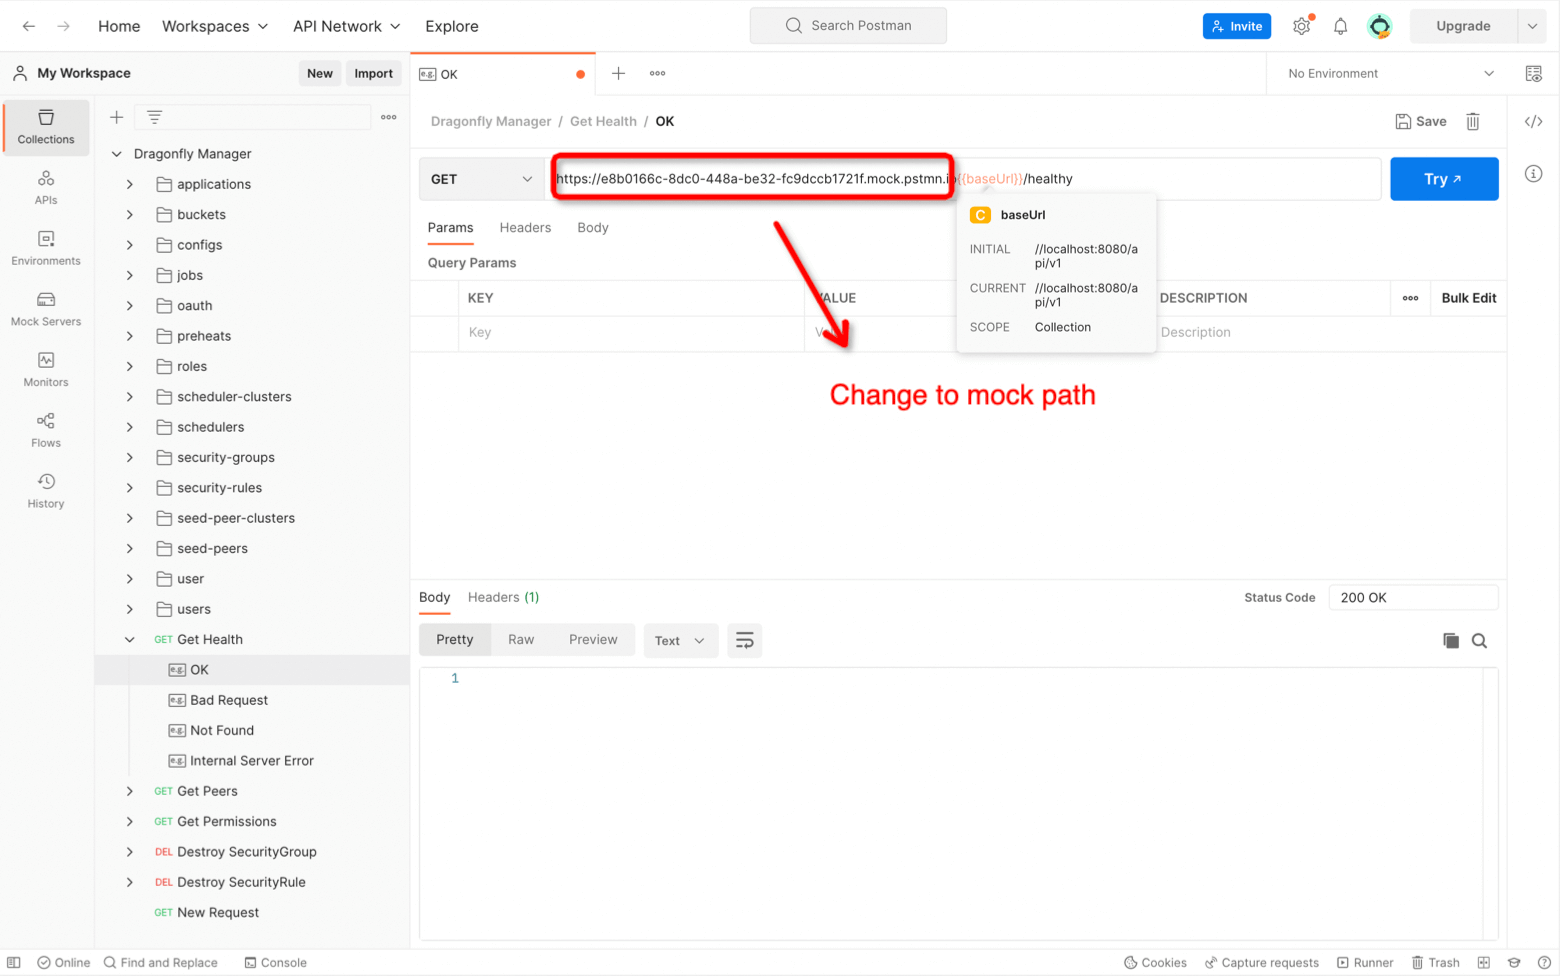 Home Workspaces API Network Explore Search Postman Invite Upgrade
My Workspace New Import
e.g. OK No Environment
Collections
APIs
Environments
Mock Servers
Monitors
Flows
History
Dragonfly Manager
applications
buckets
configs
jobs
oauth
preheats
roles
scheduler-clusters
schedulers
security-groups
security-rules
seed-peer-clusters
seed-peers
user
users
GET Get Health
e.g. OK
e.g. Bad Request
e.g. Not Found
e.g. Internal Server Error
GET Get Peers
GET Get Permissions
DEL Destroy SecurityGroup
DEL Destroy SecurityRule
GET New Request
Dragonfly Manager / Get Health / OK Save </>
GET https://e8b0166c-8dc0-448a-be32-fc9dccb1721f.mock.pstmn.io{{baseUrl}}/healthy Try
C baseUrl
INITIAL //localhost:8080/a
pi/v1
CURRENT //localhost:8080/a
pi/v1
SCOPE Collection
Params Headers Body
Query Params
KEY VALUE DESCRIPTION Bulk Edit
Key Description
Change to mock path
Body Headers (1) Status Code 200 OK
Pretty Raw Preview Text
1
Online Find and Replace Console Cookies Capture requests Runner Trash